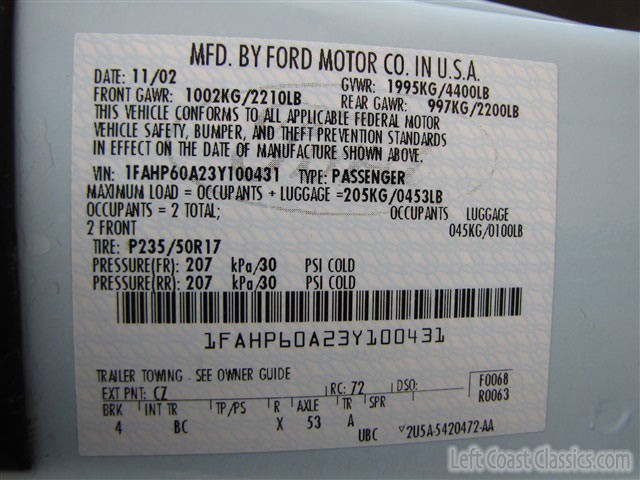 MFD. BY FORD MOTOR CO. IN U.S.A.
DATE: 11/02 GVWR: 1995KG/4400LB
FRONT GAWR: 1002KG/2210LB REAR GAWR: 997KG/2200LB
THIS VEHICLE CONFORMS TO ALL APPLICABLE FEDERAL MOTOR
VEHICLE SAFETY, BUMPER, AND THEFT PREVENTION STANDARDS
IN EFFECT ON THE DATE OF MANUFACTURE SHOWN ABOVE.
VIN: 1FAHP60A23Y100431 TYPE: PASSENGER
MAXIMUM LOAD = OCCUPANTS + LUGGAGE =205KG/0453LB
OCCUPANTS = 2 TOTAL; OCCUPANTS LUGGAGE
2 FRONT 045KG/0100LB
TIRE: P235/50R17
PRESSURE(FR): 207 kPa/30 PSI COLD
PRESSURE(RR): 207 kPa/30 PSI COLD
1FAHP60A23Y100431
TRAILER TOWING - SEE OWNER GUIDE
EXT PNT: CZ RC: 72 DSO: F0068
R0063
BRK INT TR TP/PS R AXLE TR SPR
4 BC X 53 A
UBC 2U5A-5420472-AA
Left Coast Classics.com